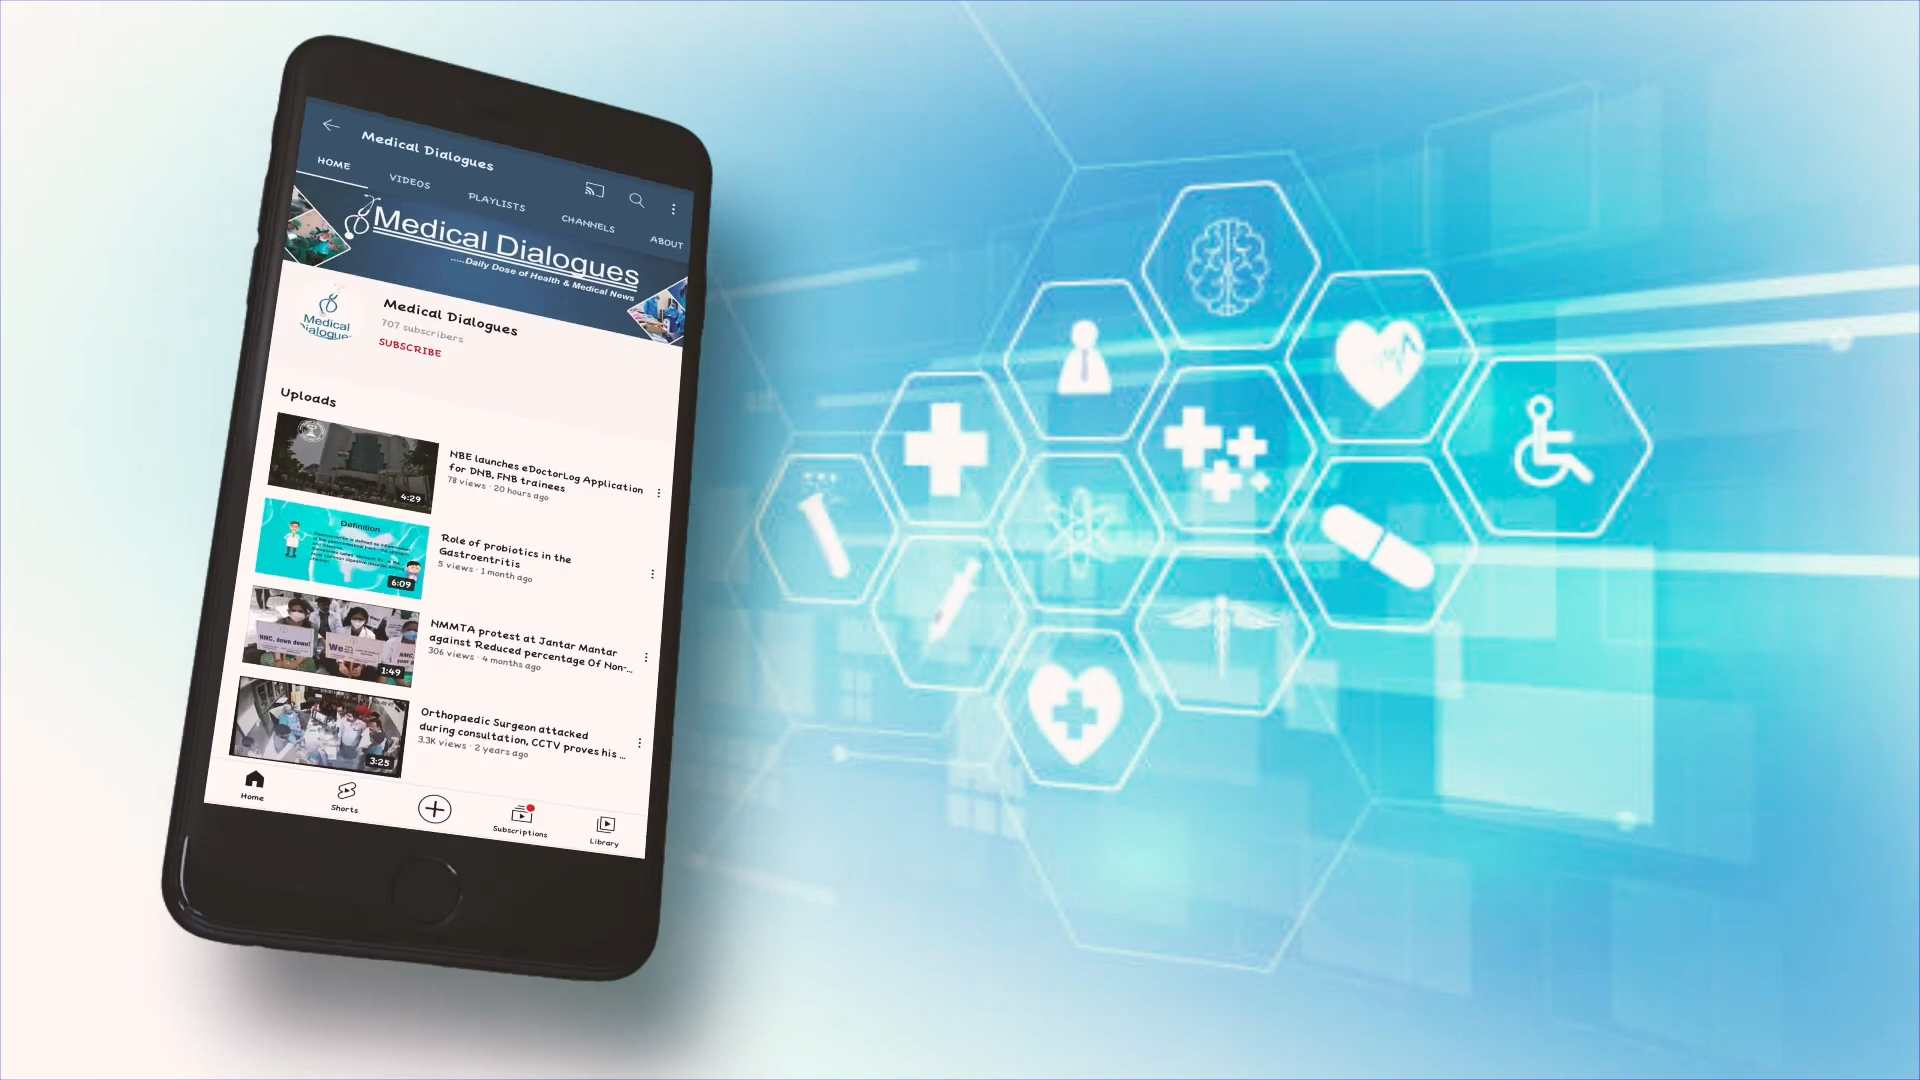 Medical Dialogues
HOME
VIDEOS
PLAYLISTS
CHANNELS
ABOUT
Medical Dialogues
.....Daily Dose of Health & Medical News
Medical
Dialogues
707 subscribers
SUBSCRIBE
Medical
Uploads
NBE launches eDoctorLog Application
for DNB, FNB trainees
78 views · 20 hours ago
4:29
Definition
Role of probiotics in the
Gastroentritis
5 views · 1 month ago
6:09
NMMTA protest at Jantar Mantar
against Reduced percentage Of Non-...
306 views · 4 months ago
NMC, down down!
We
1:49
Orthopaedic Surgeon attacked
during consultation, CCTV proves his ...
3.3K views · 2 years ago
3:25
Home
Shorts
Subscriptions
Library